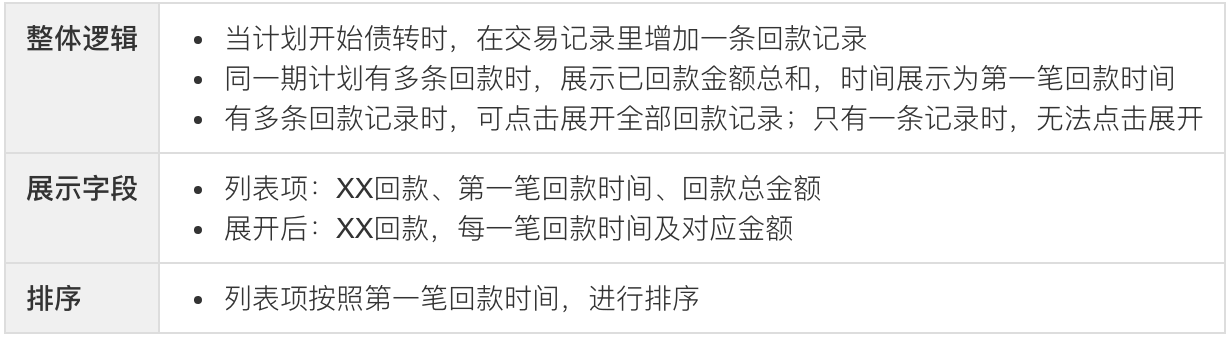 整体逻辑
• 当计划开始债转时，在交易记录里增加一条回款记录
• 同一期计划有多条回款时，展示已回款金额总和，时间展示为第一笔回款时间
• 有多条回款记录时，可点击展开全部回款记录；只有一条记录时，无法点击展开
展示字段
• 列表项：XX回款、第一笔回款时间、回款总金额
• 展开后：XX回款，每一笔回款时间及对应金额
排序
• 列表项按照第一笔回款时间，进行排序